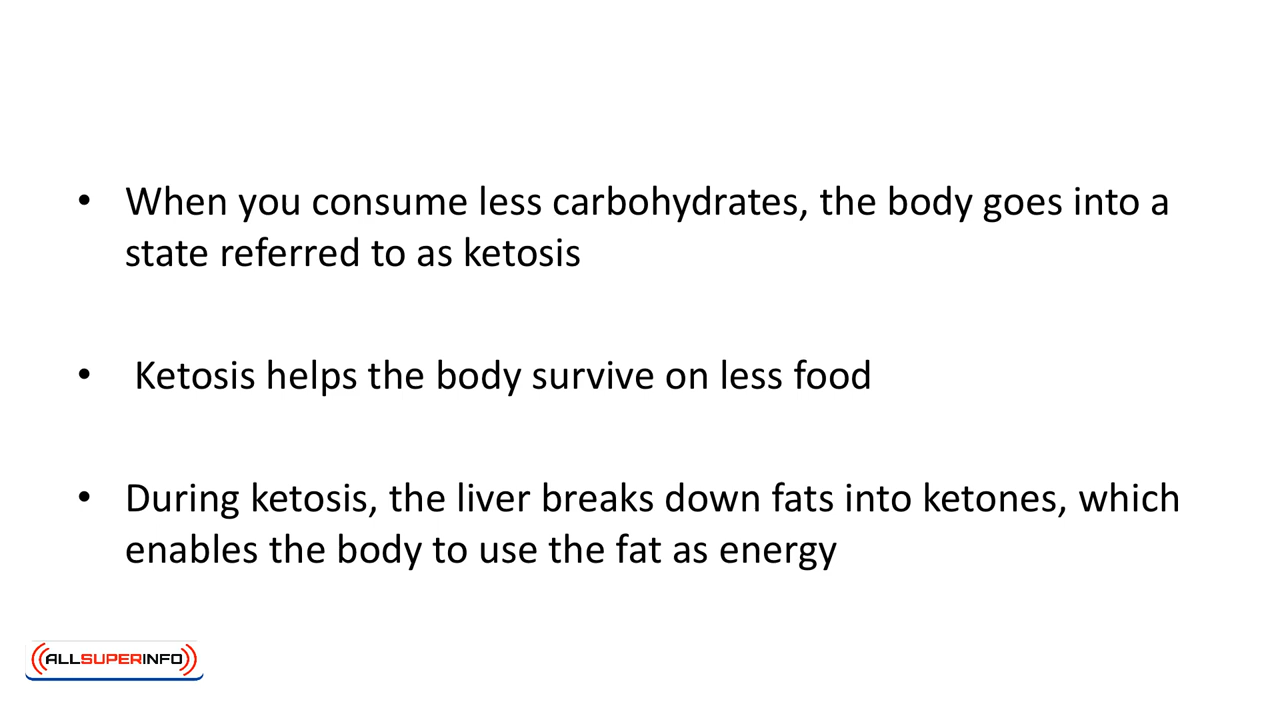 • When you consume less carbohydrates, the body goes into a
state referred to as ketosis
• Ketosis helps the body survive on less food
• During ketosis, the liver breaks down fats into ketones, which
enables the body to use the fat as energy
ALLSUPERINFO